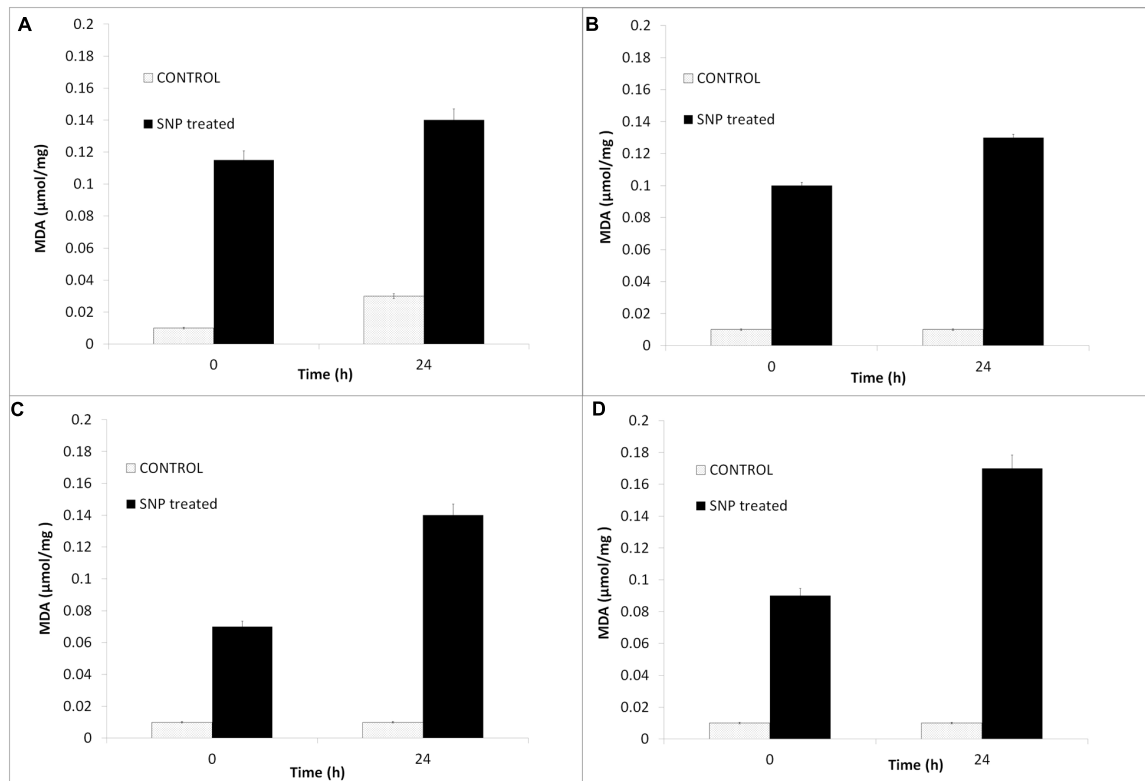 A
0.2
0.18
0.16
0.14
0.12
0.1
0.08
0.06
0.04
0.02
0
MDA (µmol/mg)
CONTROL
SNP treated
0
24
Time (h)
B
0.2
0.18
0.16
0.14
0.12
0.1
0.08
0.06
0.04
0.02
0
MDA (µmol/mg )
CONTROL
SNP treated
0
24
Time (h)
C
0.2
0.18
0.16
0.14
0.12
0.1
0.08
0.06
0.04
0.02
0
MDA (µmol/mg )
CONTROL
SNP treated
0
24
Time (h)
D
0.2
0.18
0.16
0.14
0.12
0.1
0.08
0.06
0.04
0.02
0
MDA (µmol/mg )
CONTROL
SNP treated
0
24
Time (h)